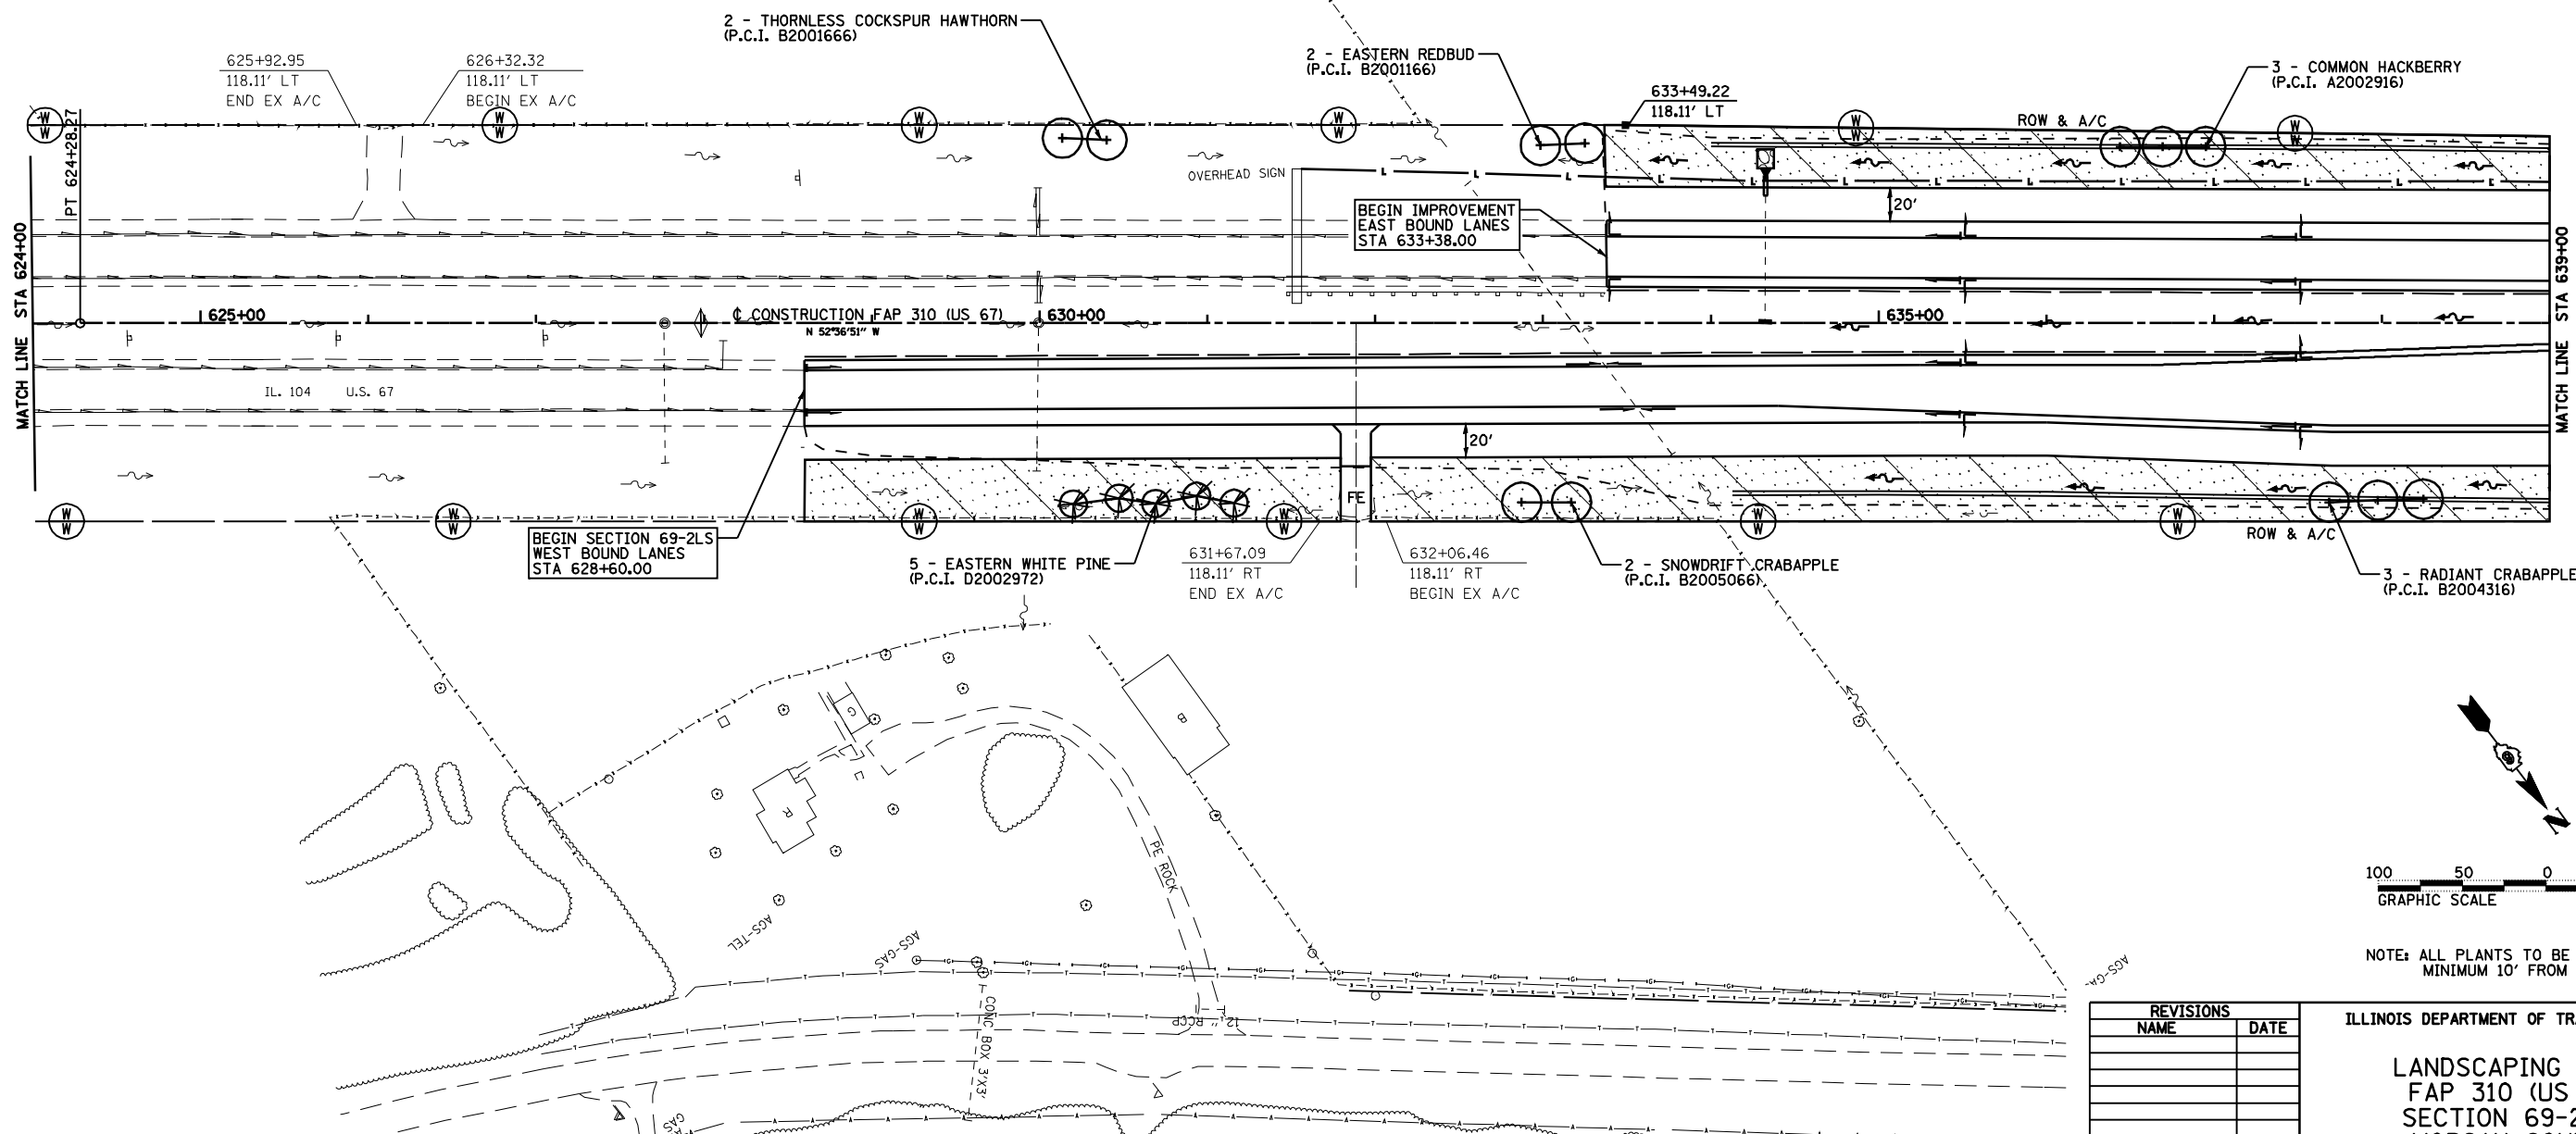 2 - THORNLESS COCKSPUR HAWTHORN
(P.C.I. B2001666)
2 - EASTERN REDBUD
(P.C.I. B2001166)
3 - COMMON HACKBERRY
(P.C.I. A2002916)
625+92.95
118.11' LT
END EX A/C
626+32.32
118.11' LT
BEGIN EX A/C
633+49.22
118.11' LT
ROW & A/C
W
W
W
W
W
W
W
W
W
W
W
W
PT 624+28.27
OVERHEAD SIGN
L L L L L L L L L L L L L
20'
BEGIN IMPROVEMENT
EAST BOUND LANES
STA 633+38.00
MATCH LINE STA 624+00
MATCH LINE STA 639+00
625+00
℄ CONSTRUCTION FAP 310 (US 67)
N 52°36'51" W
630+00
635+00
IL. 104 U.S. 67
20'
FE
W
W
W
W
W
W
W
W
W
W
W
W
BEGIN SECTION 69-2LS
WEST BOUND LANES
STA 628+60.00
5 - EASTERN WHITE PINE
(P.C.I. D2002972)
631+67.09
118.11' RT
END EX A/C
632+06.46
118.11' RT
BEGIN EX A/C
2 - SNOWDRIFT CRABAPPLE
(P.C.I. B2005066)
ROW & A/C
3 - RADIANT CRABAPPLE
(P.C.I. B2004316)
G
B
R
PE ROCK
AGS-TEL
AGS-GAS
AGS-GA
CONC BOX 3'X3'
12" RCCP
GAS
N
100 50 0
GRAPHIC SCALE
NOTE: ALL PLANTS TO BE
MINIMUM 10' FROM
REVISIONS
NAME DATE
ILLINOIS DEPARTMENT OF TR
LANDSCAPING
FAP 310 (US
SECTION 69-2